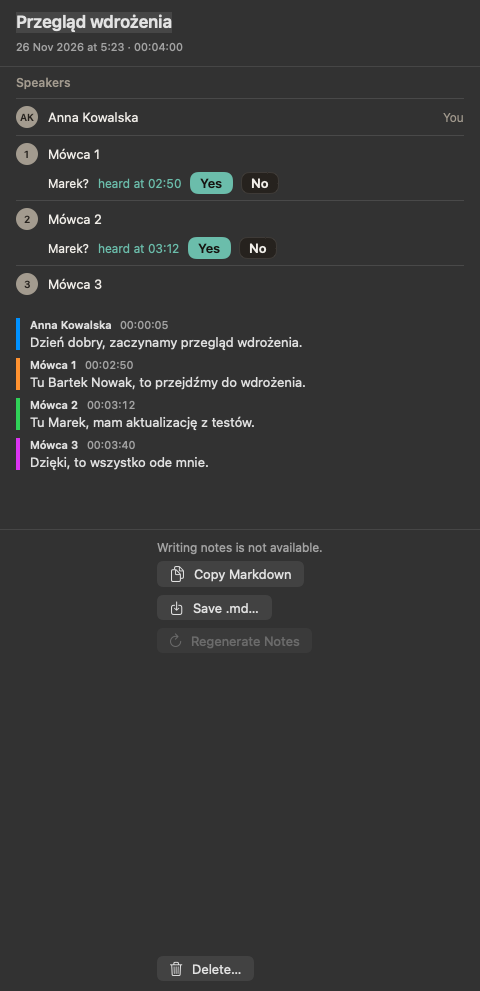 Przegląd wdrożenia
26 Nov 2026 at 5:23 · 00:04:00
Speakers
AK Anna Kowalska You
1 Mówca 1
Marek? heard at 02:50 Yes No
2 Mówca 2
Marek? heard at 03:12 Yes No
3 Mówca 3
Anna Kowalska 00:00:05
Dzień dobry, zaczynamy przegląd wdrożenia.
Mówca 1 00:02:50
Tu Bartek Nowak, to przejdźmy do wdrożenia.
Mówca 2 00:03:12
Tu Marek, mam aktualizację z testów.
Mówca 3 00:03:40
Dzięki, to wszystko ode mnie.
Writing notes is not available.
Copy Markdown
Save .md...
Regenerate Notes
Delete...